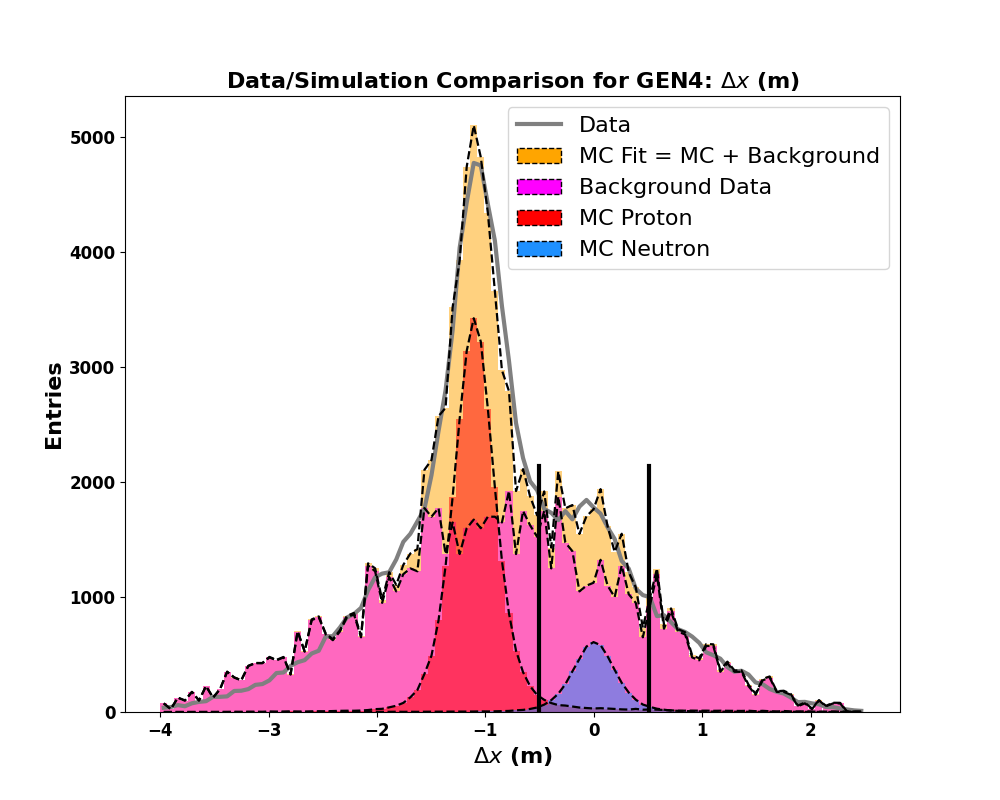 Data/Simulation Comparison for GEN4: Δx (m)
Data
MC Fit = MC + Background
Background Data
MC Proton
MC Neutron
Entries
5000
4000
3000
2000
1000
0
−4 −3 −2 −1 0 1 2
Δx (m)